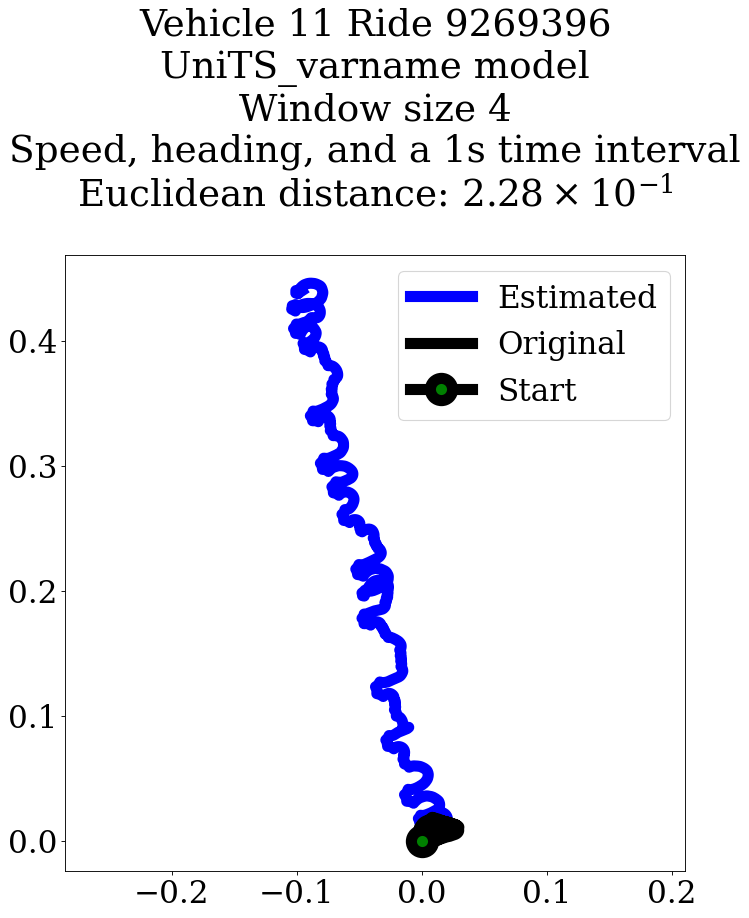 Vehicle 11 Ride 9269396
UniTS_varname model
Window size 4
Speed, heading, and a 1s time interval
Euclidean distance: 2.28 × 10⁻¹
Estimated
Original
Start
0.4
0.3
0.2
0.1
0.0
−0.2 −0.1 0.0 0.1 0.2